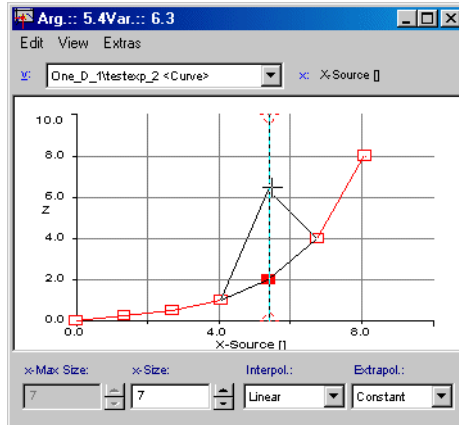 Arg.:: 5.4Var.:: 6.3
Edit View Extras
y: One_D_1\testexp_2 <Curve> x: X-Source []
10.0
8.0
6.0
Z
4.0
2.0
0.0
0.0 4.0 8.0
X-Source []
x-Max Size: x-Size: Interpol.: Extrapol.:
7 7 Linear Constant